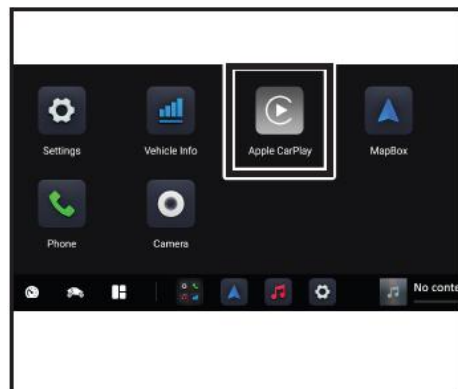 Settings
Vehicle Info
Apple CarPlay
MapBox
Phone
Camera
No conte